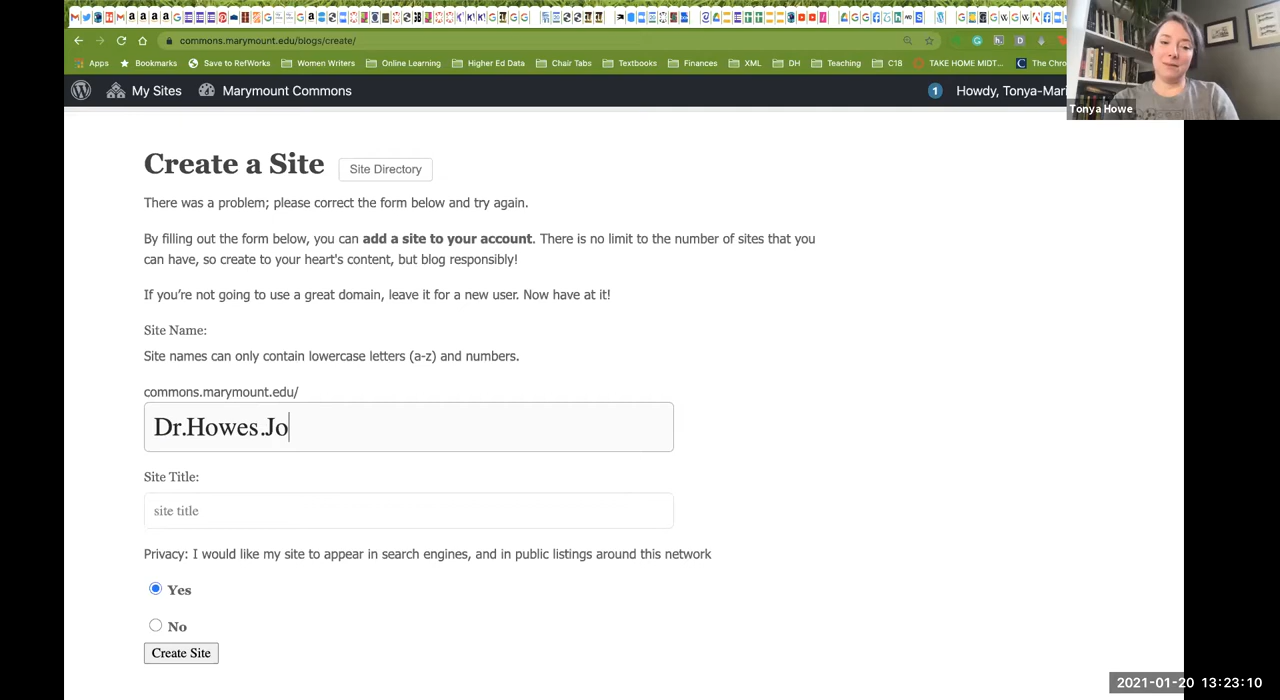 commons.marymount.edu/blogs/create/
Apps Bookmarks Save to RefWorks Women Writers Online Learning Higher Ed Data Chair Tabs Textbooks Finances XML DH Teaching C18 TAKE HOME MIDT... The Chro
My Sites Marymount Commons 1 Howdy, Tonya-Mari
Tonya Howe
Create a Site Site Directory
There was a problem; please correct the form below and try again.
By filling out the form below, you can add a site to your account. There is no limit to the number of sites that you
can have, so create to your heart's content, but blog responsibly!
If you're not going to use a great domain, leave it for a new user. Now have at it!
Site Name:
Site names can only contain lowercase letters (a-z) and numbers.
commons.marymount.edu/
Dr.Howes.Jo
Site Title:
site title
Privacy: I would like my site to appear in search engines, and in public listings around this network
Yes
No
Create Site
2021-01-20 13:23:10